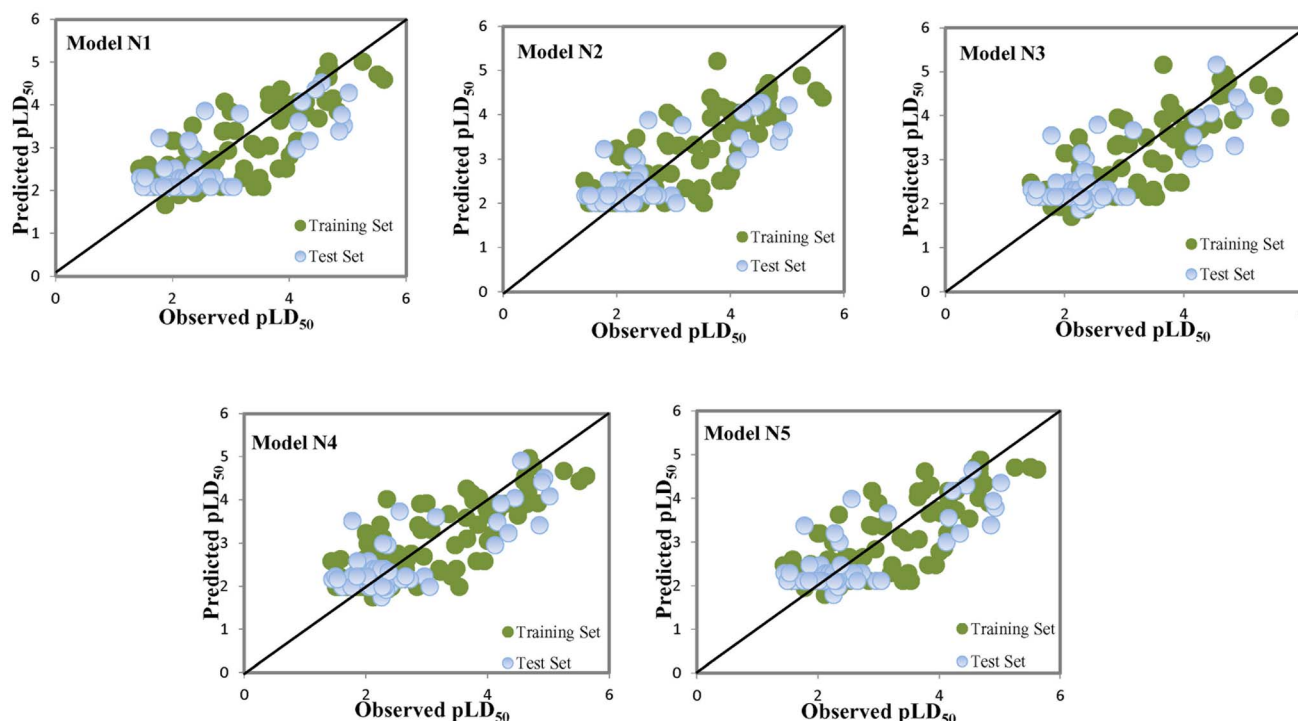 Model N1
Predicted pLD₅₀
6
5
4
3
2
1
0
Training Set
Test Set
0
2
4
6
Observed pLD₅₀
Model N2
Predicted pLD₅₀
6
5
4
3
2
1
0
Training Set
Test Set
0
2
4
6
Observed pLD₅₀
Model N3
Predicted pLD₅₀
6
5
4
3
2
1
0
Training Set
Test Set
0
2
4
Observed pLD₅₀
Model N4
Predicted pLD₅₀
6
5
4
3
2
1
0
Training Set
Test Set
0
2
4
6
Observed pLD₅₀
Model N5
Predicted pLD₅₀
6
5
4
3
2
1
0
Training Set
Test Set
0
2
4
6
Observed pLD₅₀